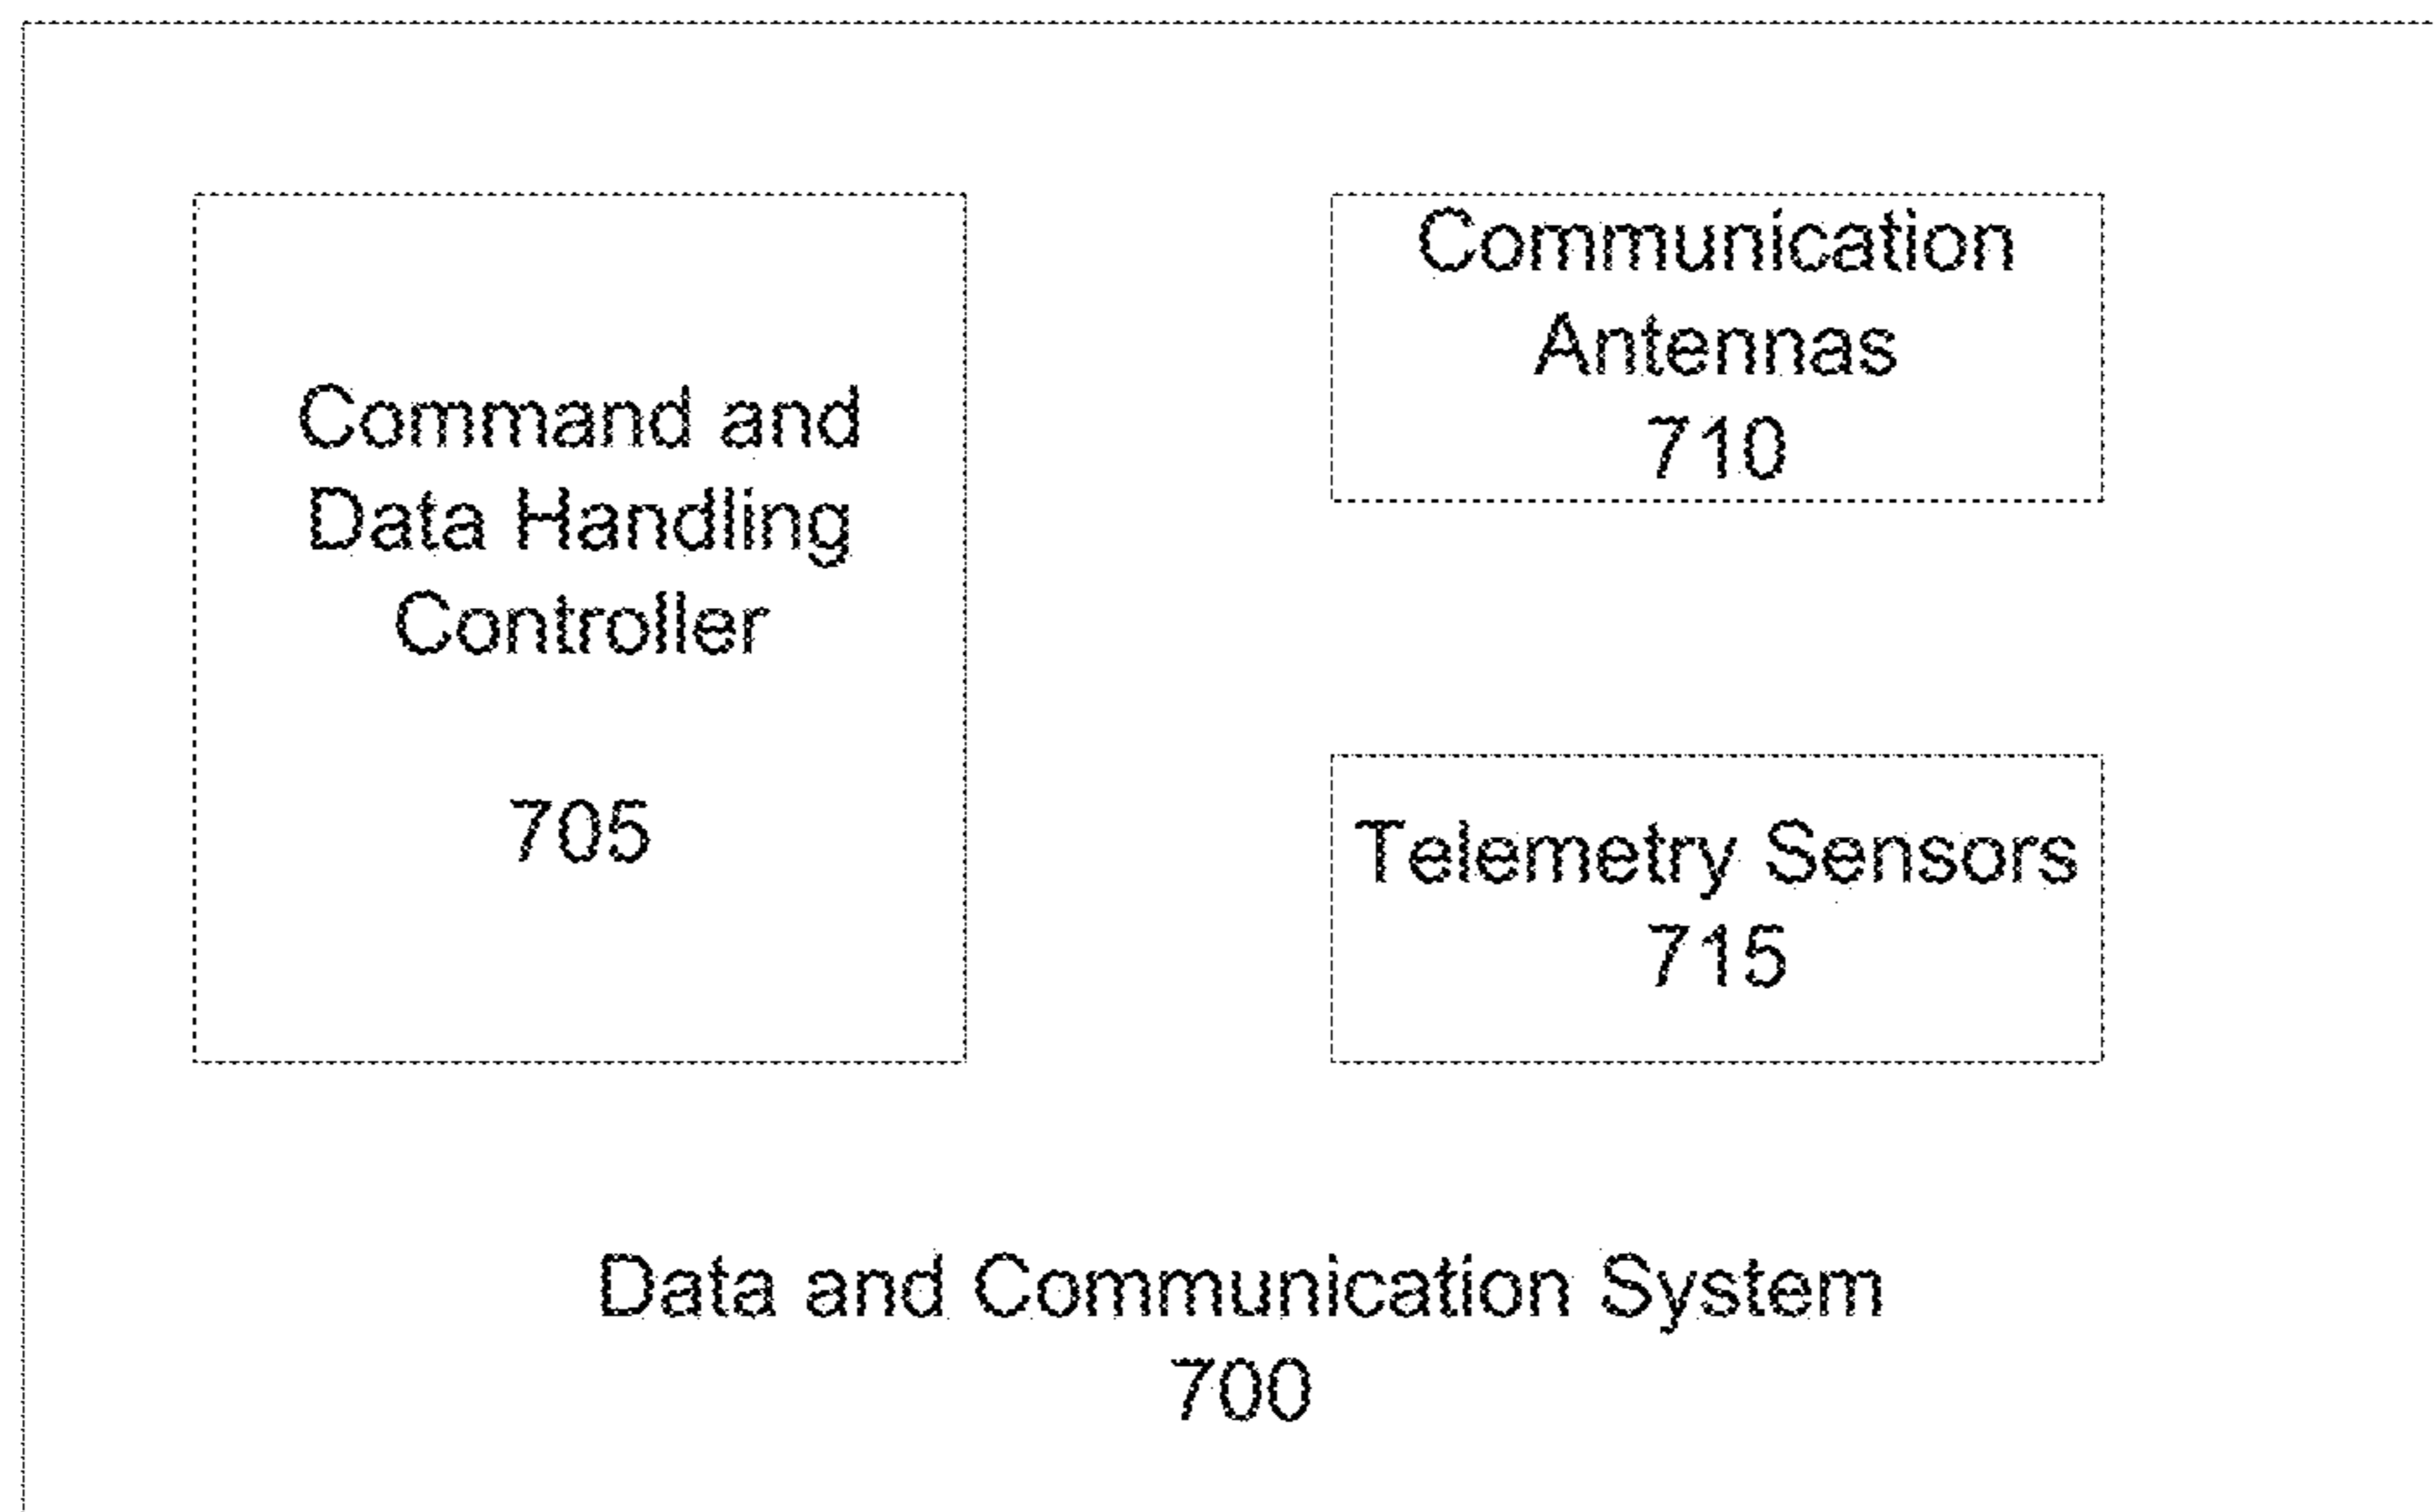 Command and
Data Handling
Controller
705
Communication
Antennas
710
Telemetry Sensors
715
Data and Communication System
700